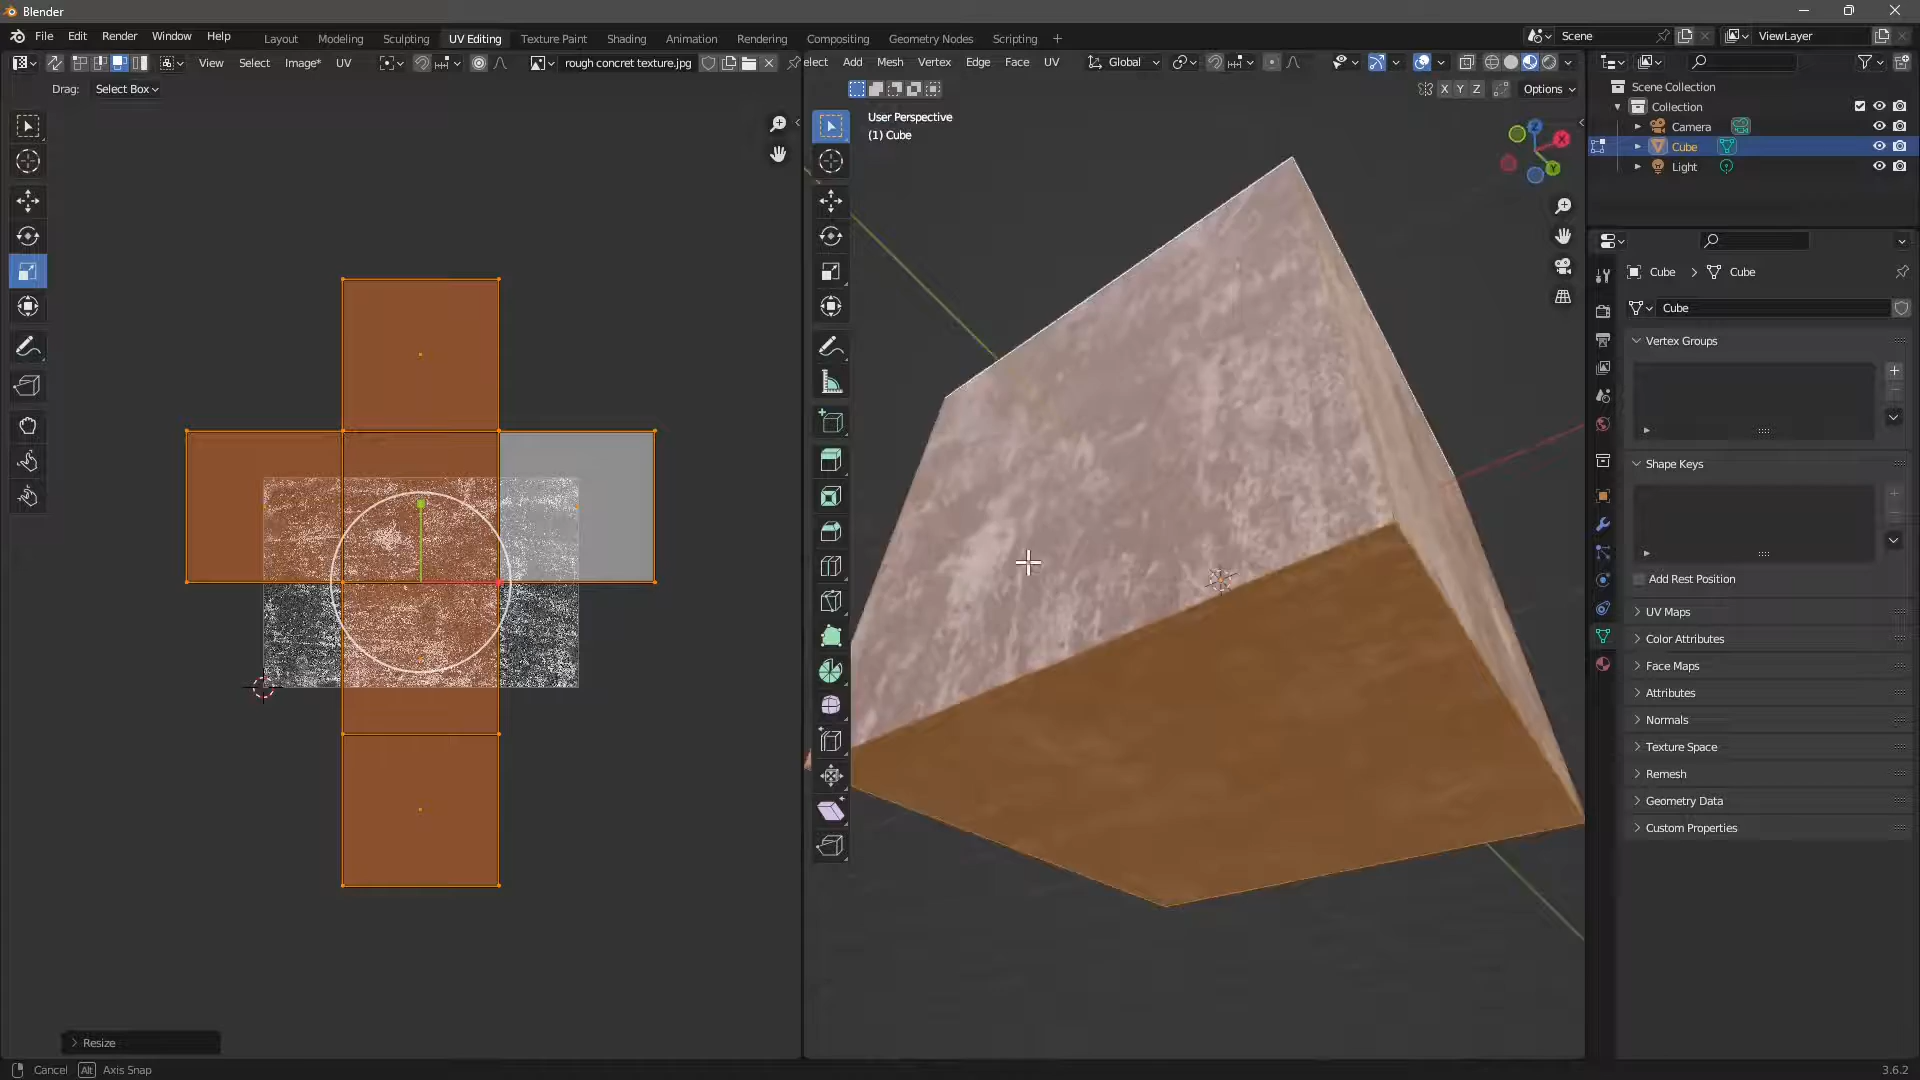 Blender
File Edit Render Window Help Layout Modeling Sculpting UV Editing Texture Paint Shading Animation Rendering Compositing Geometry Nodes Scripting + Scene ViewLayer
View Select Image* UV rough concret texture.jpg elect Add Mesh Vertex Edge Face UV Global
Drag: Select Box X Y Z Options
User Perspective
(1) Cube
Scene Collection
Collection
Camera
Cube
Light
X
Y
Z
Cube Cube
Cube
Vertex Groups
Shape Keys
Add Rest Position
UV Maps
Color Attributes
Face Maps
Attributes
Normals
Texture Space
Remesh
Geometry Data
Custom Properties
Resize
Cancel Alt Axis Snap 3.6.2